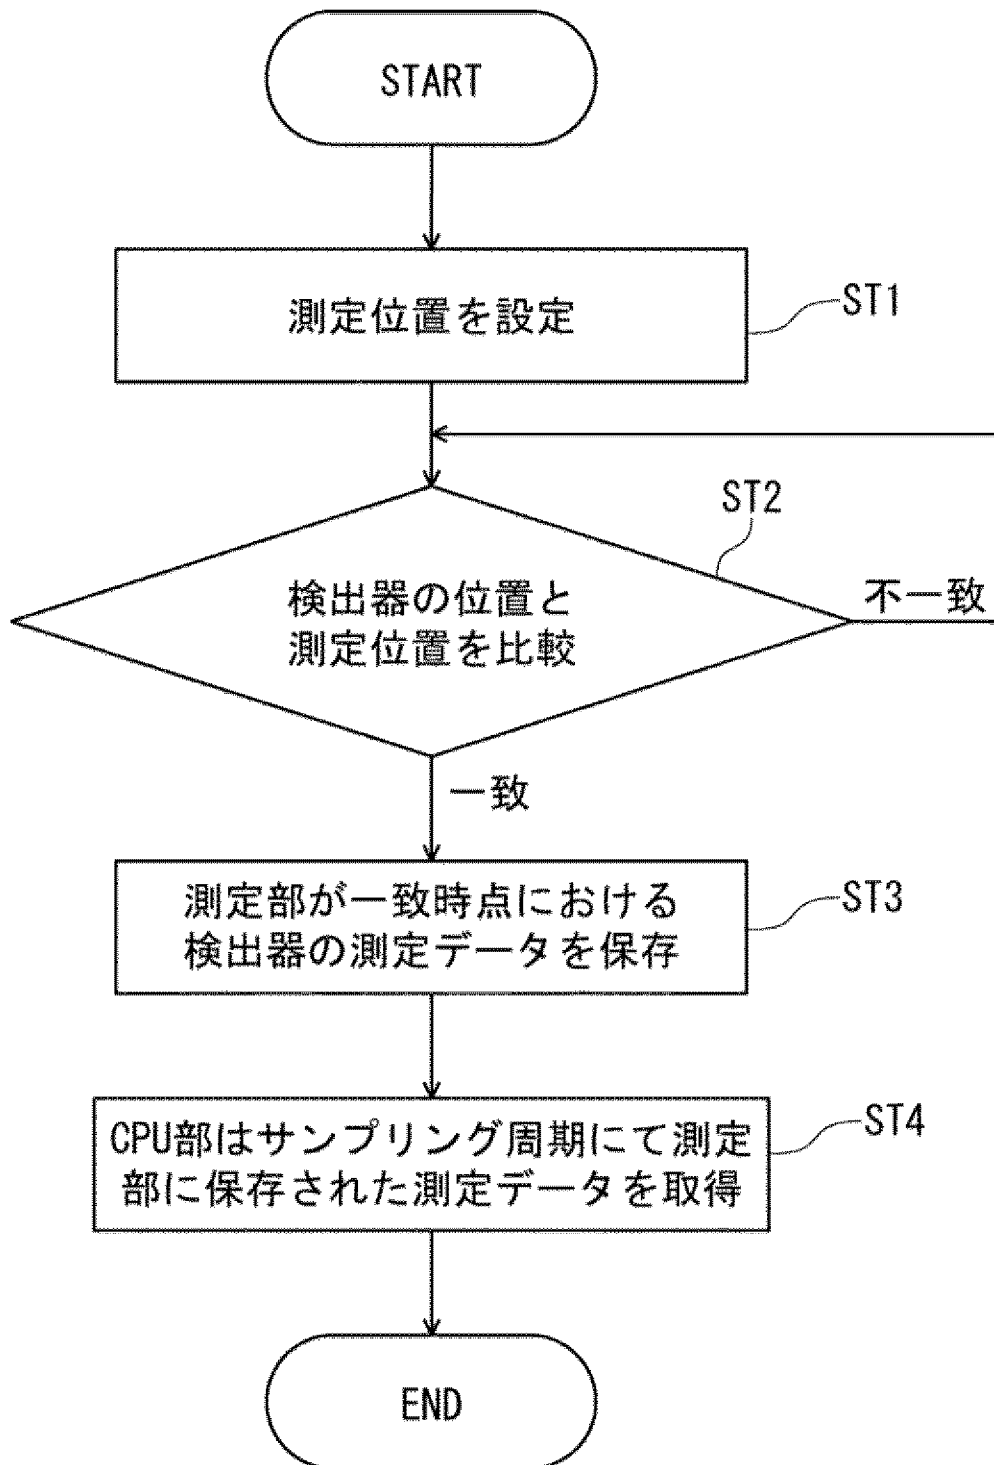 START
測定位置を設定
ST1
ST2
検出器の位置と
測定位置を比較
不一致
一致
測定部が一致時点における
検出器の測定データを保存
ST3
CPU部はサンプリング周期にて測定
部に保存された測定データを取得
ST4
END